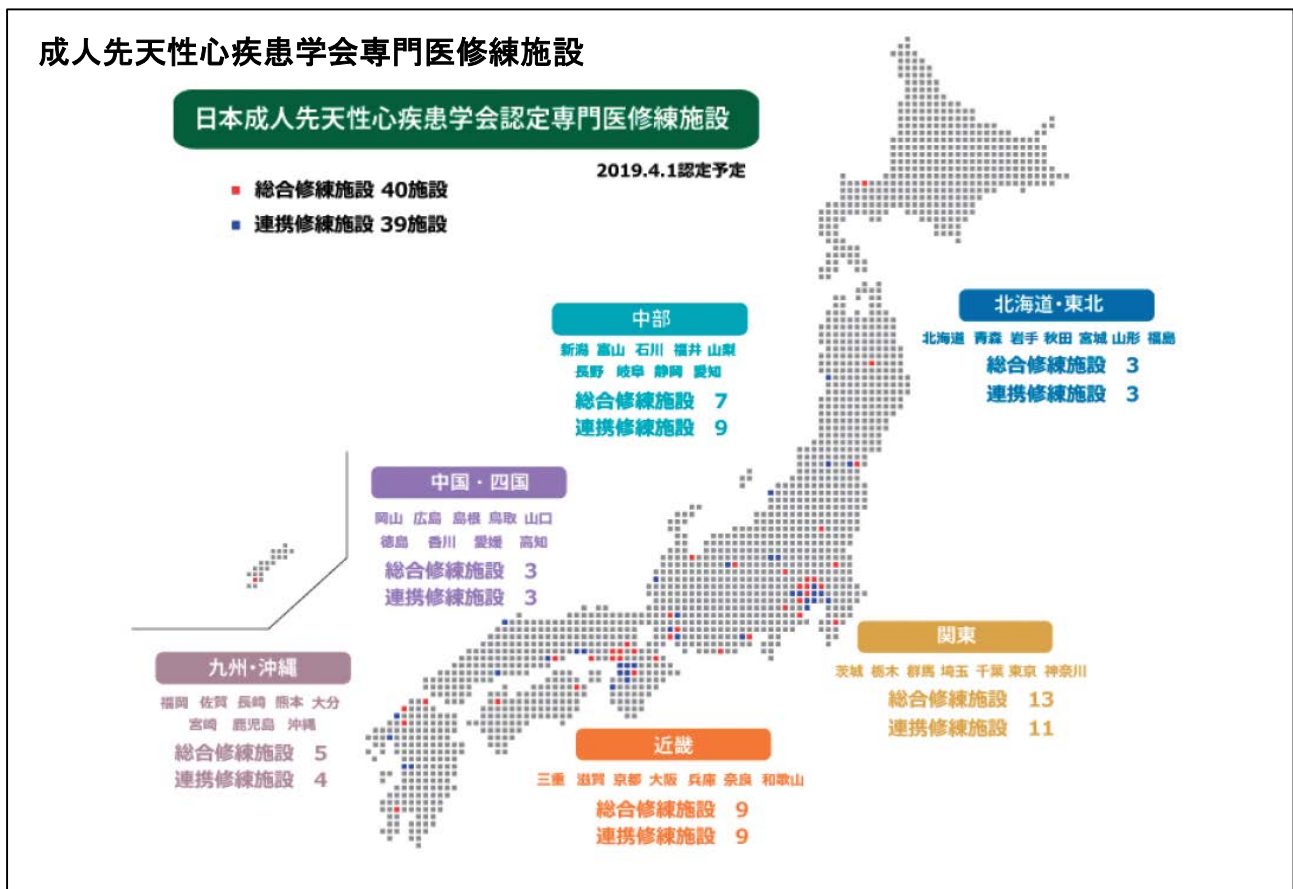 成人先天性心疾患学会専門医修練施設
日本成人先天性心疾患学会認定専門医修練施設
2019.4.1認定予定
総合修練施設 40施設
連携修練施設 39施設
北海道・東北
北海道 青森 岩手 秋田 宮城 山形 福島
総合修練施設 3
連携修練施設 3
中部
新潟 富山 石川 福井 山梨
長野 岐阜 静岡 愛知
総合修練施設 7
連携修練施設 9
中国・四国
岡山 広島 島根 鳥取 山口
徳島 香川 愛媛 高知
総合修練施設 3
連携修練施設 3
関東
茨城 栃木 群馬 埼玉 千葉 東京 神奈川
総合修練施設 13
連携修練施設 11
九州・沖縄
福岡 佐賀 長崎 熊本 大分
宮崎 鹿児島 沖縄
総合修練施設 5
連携修練施設 4
近畿
三重 滋賀 京都 大阪 兵庫 奈良 和歌山
総合修練施設 9
連携修練施設 9